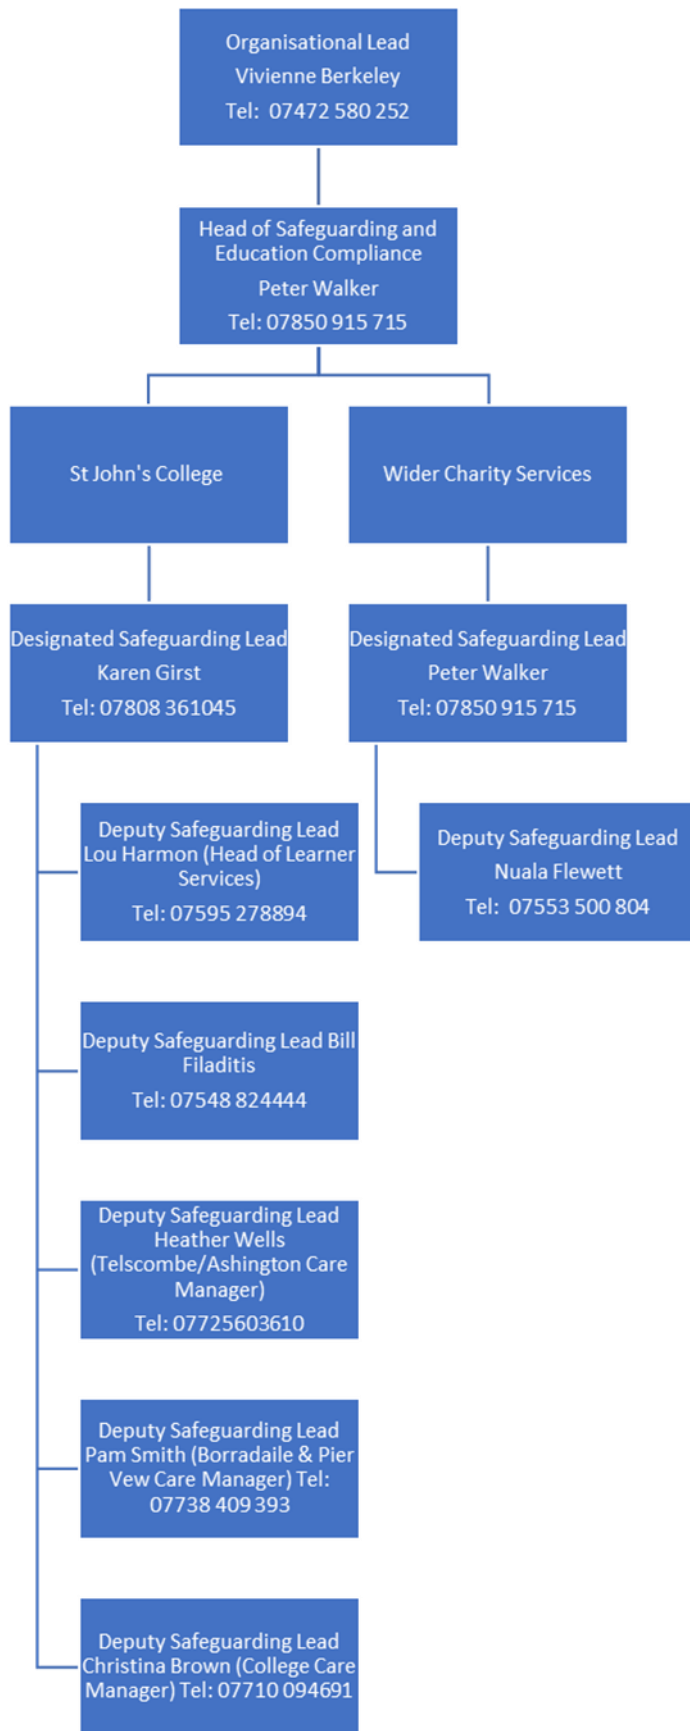 Organisational Lead
Vivienne Berkeley
Tel:  07472 580 252
Head of Safeguarding and
Education Compliance
Peter Walker
Tel: 07850 915 715
St John's College
Wider Charity Services
Designated Safeguarding Lead
Karen Girst
Tel: 07808 361045
Designated Safeguarding Lead
Peter Walker
Tel: 07850 915 715
Deputy Safeguarding Lead
Lou Harmon (Head of Learner
Services)
Tel: 07595 278894
Deputy Safeguarding Lead
Nuala Flewett
Tel:  07553 500 804
Deputy Safeguarding Lead Bill
Filaditis
Tel: 07548 824444
Deputy Safeguarding Lead
Heather Wells
(Telscombe/Ashington Care
Manager)
Tel: 07725603610
Deputy Safeguarding Lead
Pam Smith (Borradaile & Pier
Vew Care Manager) Tel:
07738 409 393
Deputy Safeguarding Lead
Christina Brown (College Care
Manager) Tel: 07710 094691